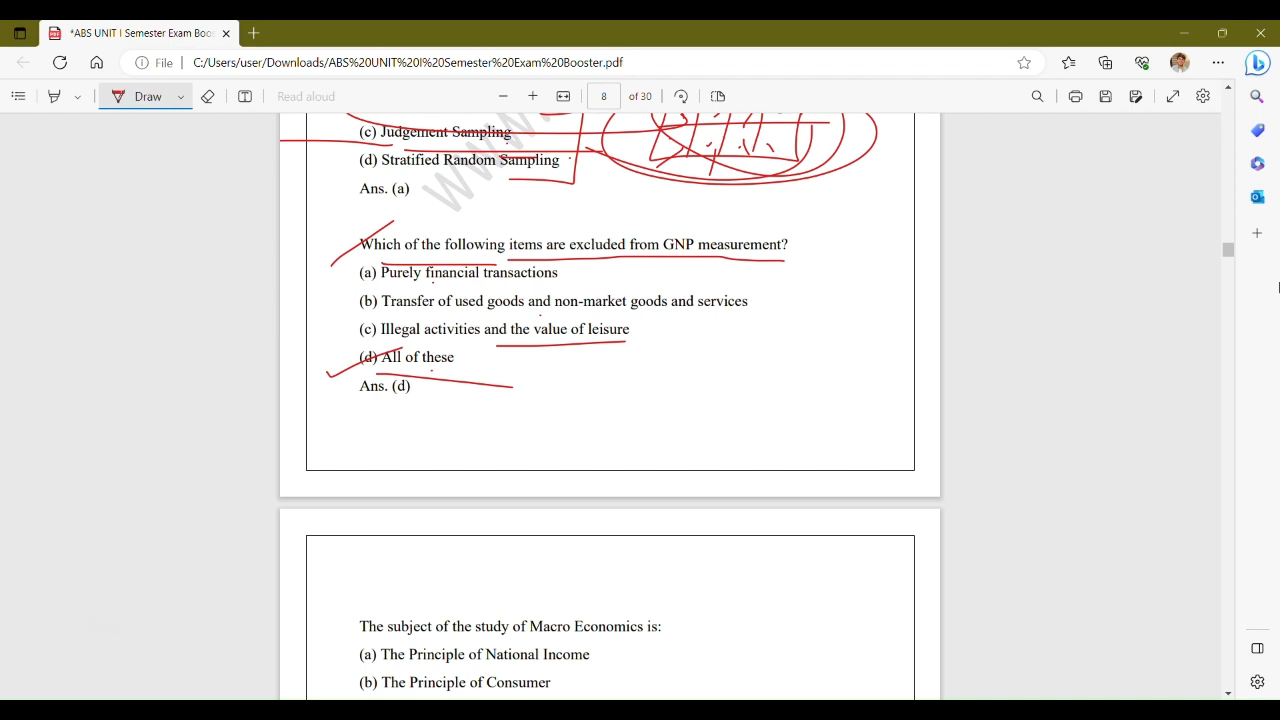 *ABS UNIT I Semester Exam Boo
File
C:/Users/user/Downloads/ABS%20UNIT%20I%20Semester%20Exam%20Booster.pdf
Draw
Read aloud
8 of 30
(c) Judgement Sampling
(d) Stratified Random Sampling
Ans. (a)
www.
Which of the following items are excluded from GNP measurement?
(a) Purely financial transactions
(b) Transfer of used goods and non-market goods and services
(c) Illegal activities and the value of leisure
(d) All of these
Ans. (d)
The subject of the study of Macro Economics is:
(a) The Principle of National Income
(b) The Principle of Consumer